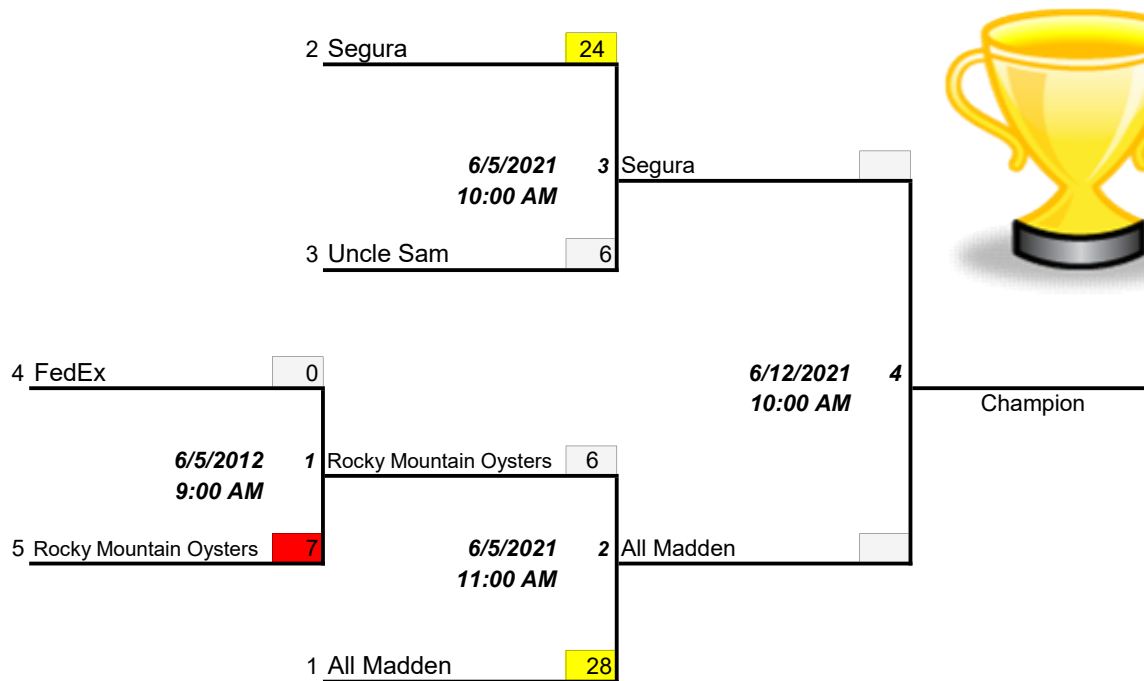 2 Segura 24
6/5/2021 3 Segura
10:00 AM
3 Uncle Sam 6
4 FedEx 0
6/12/2021 4
10:00 AM
Champion
6/5/2012 1 Rocky Mountain Oysters 6
9:00 AM
5 Rocky Mountain Oysters 7
6/5/2021 2 All Madden
11:00 AM
1 All Madden 28